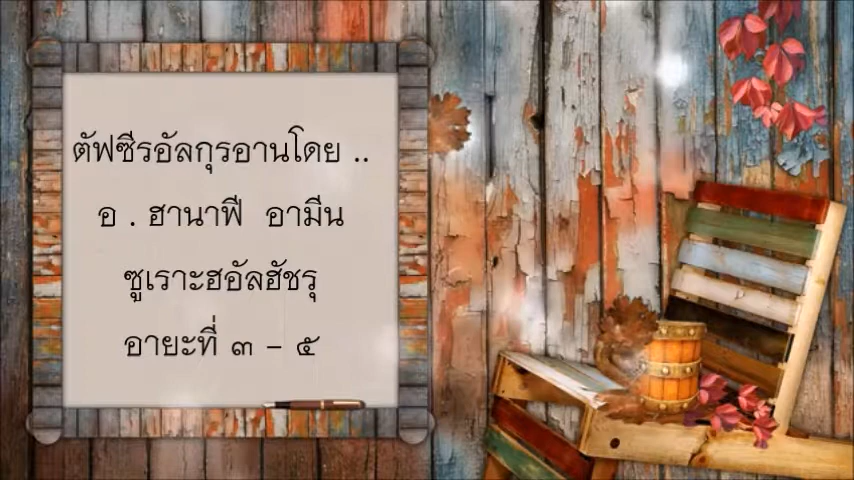 ตัฟซีรอัลกุรอานโดย ..
อ . ฮานาฟี อามีน
ซูเราะฮอัลฮัชรุ
อายะที่ ๓ - ๕